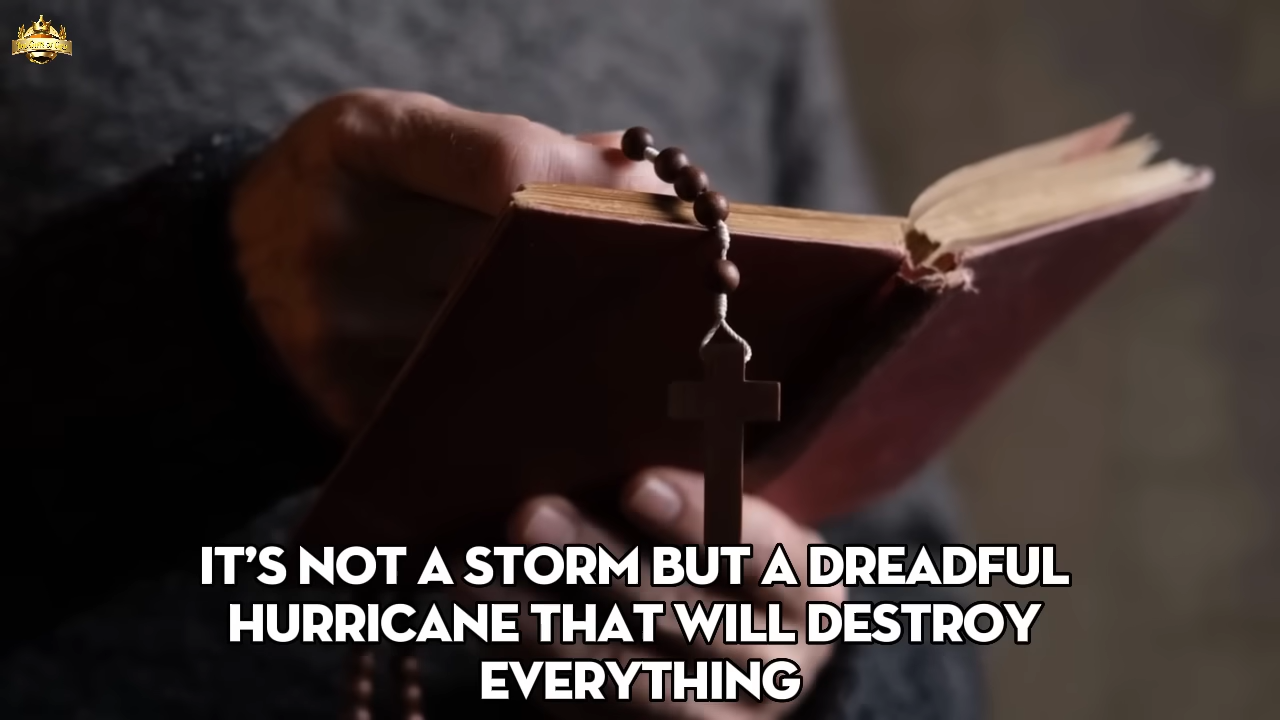 IT'S NOT A STORM BUT A DREADFUL
HURRICANE THAT WILL DESTROY
EVERYTHING